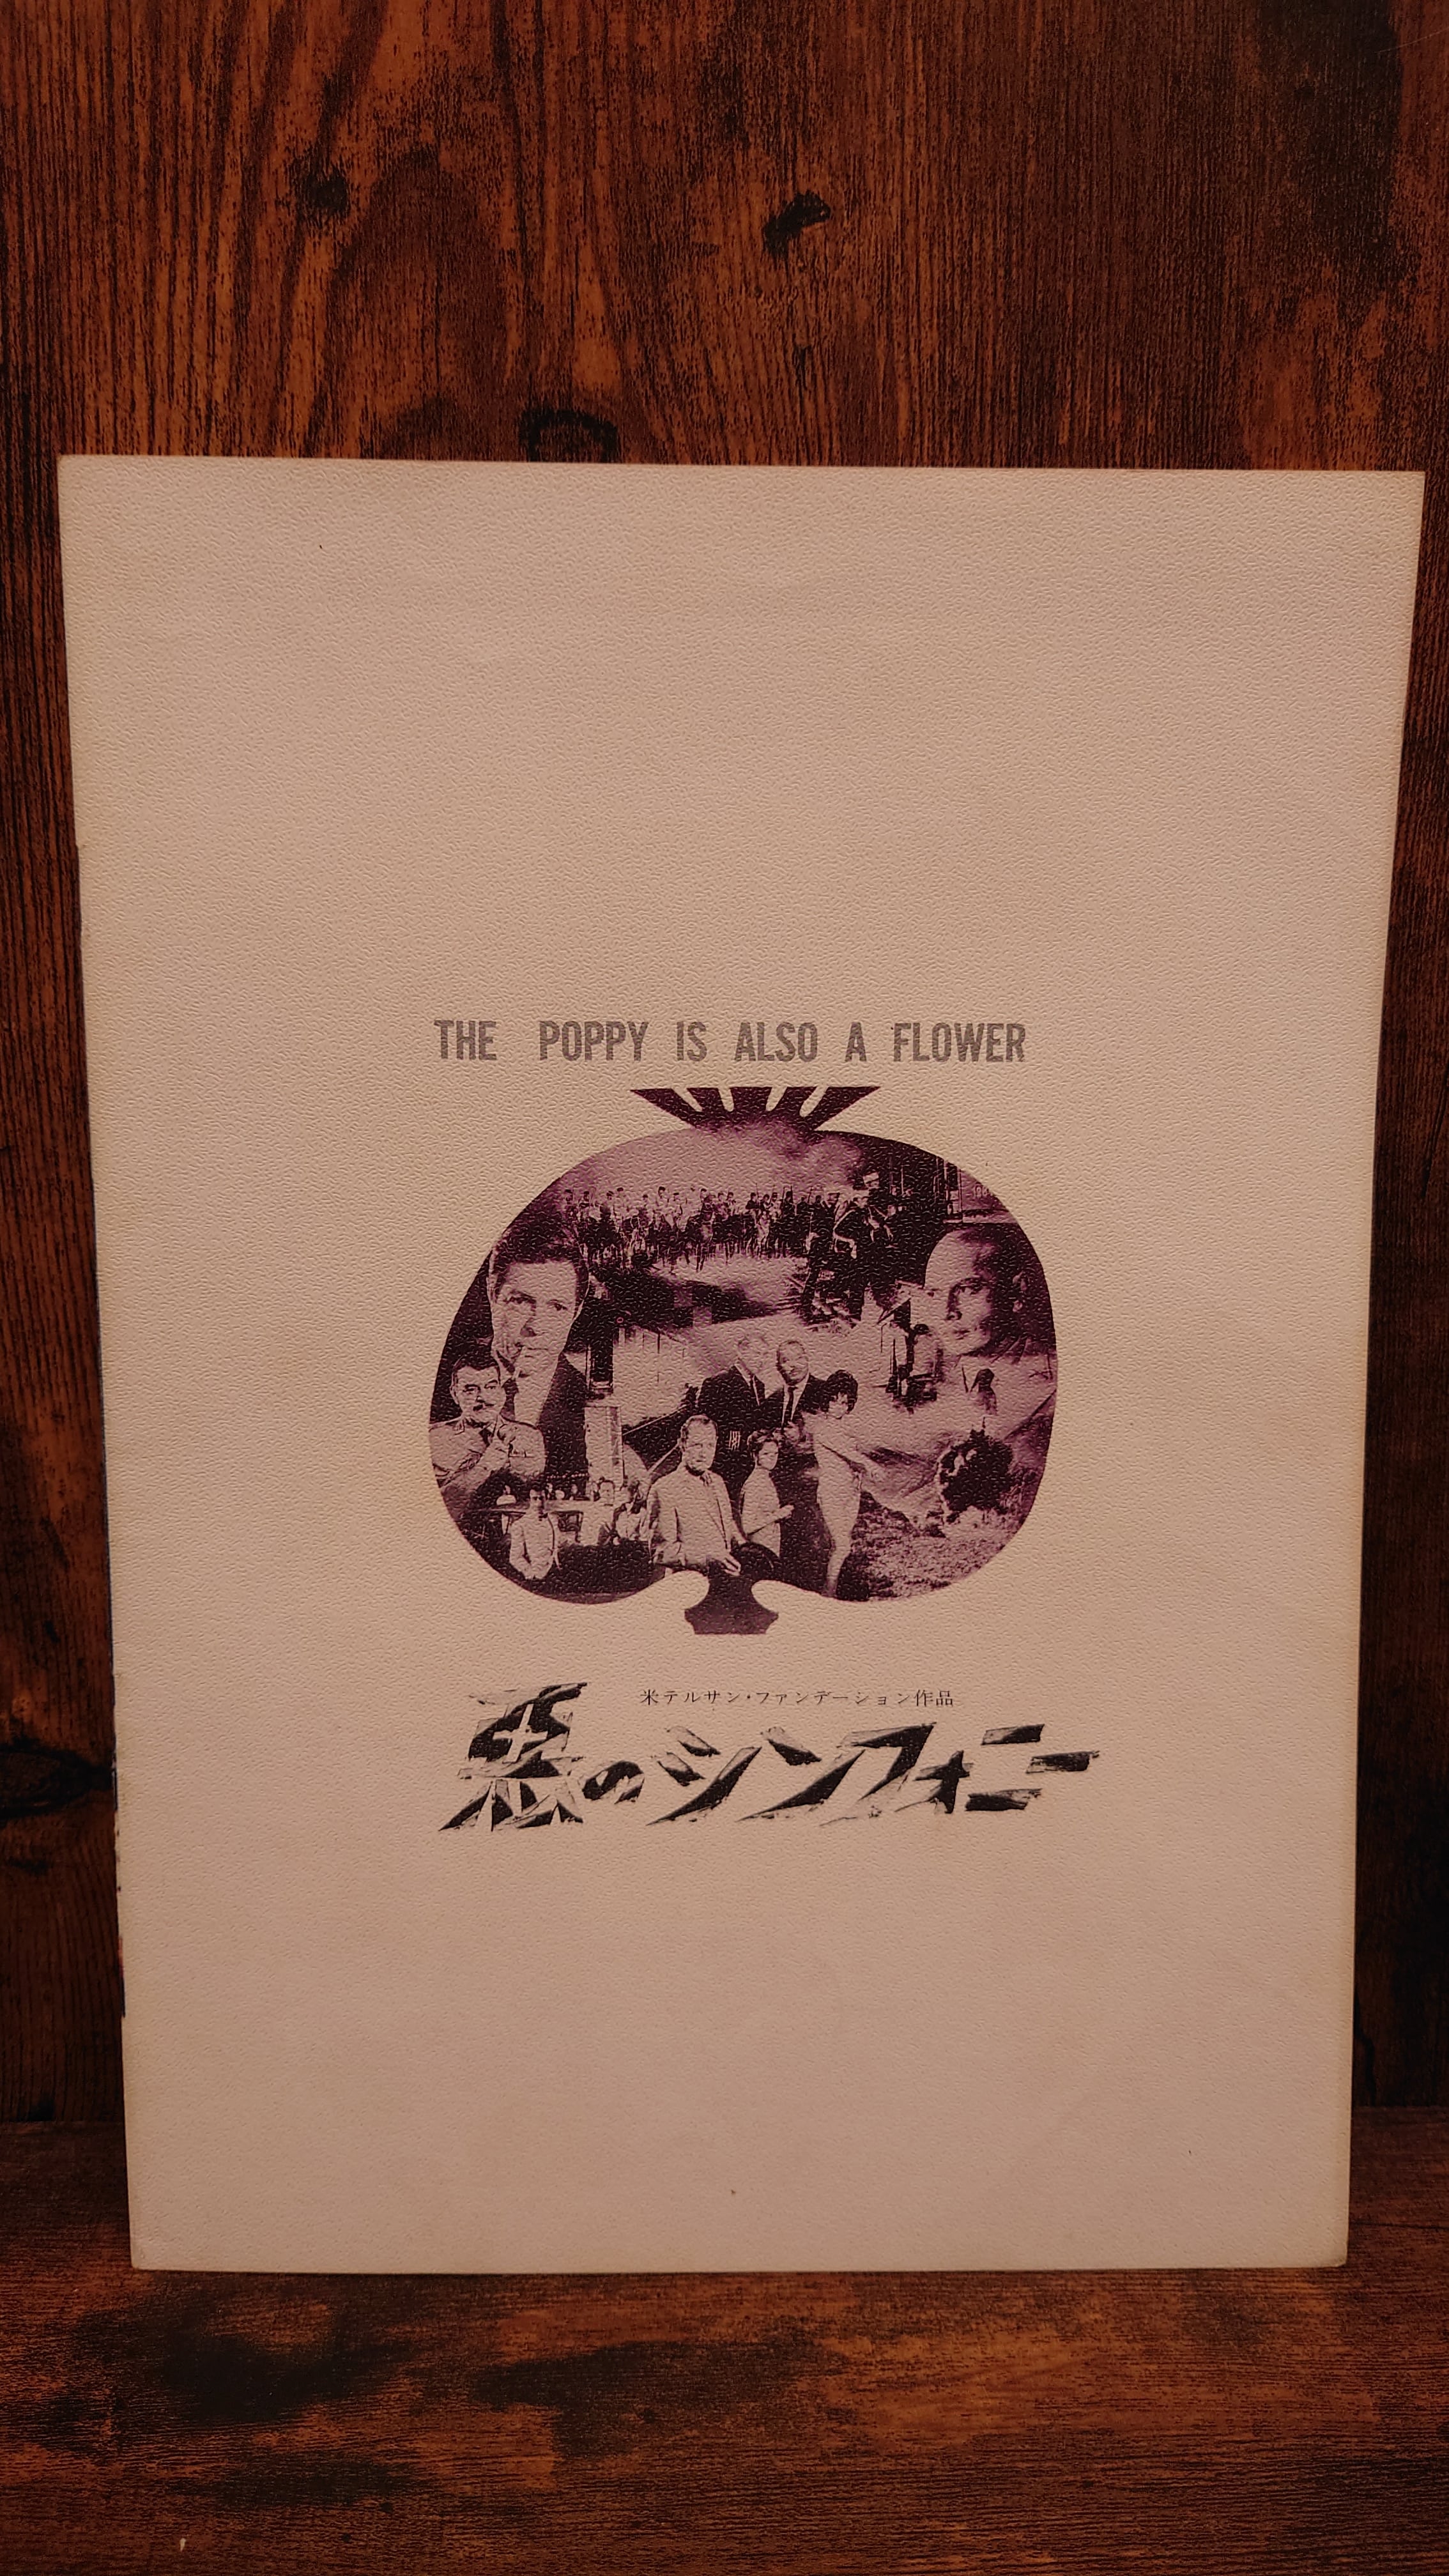 THE POPPY IS ALSO A FLOWER
米テルサン・ファンデーション作品
悪のシンフォニー